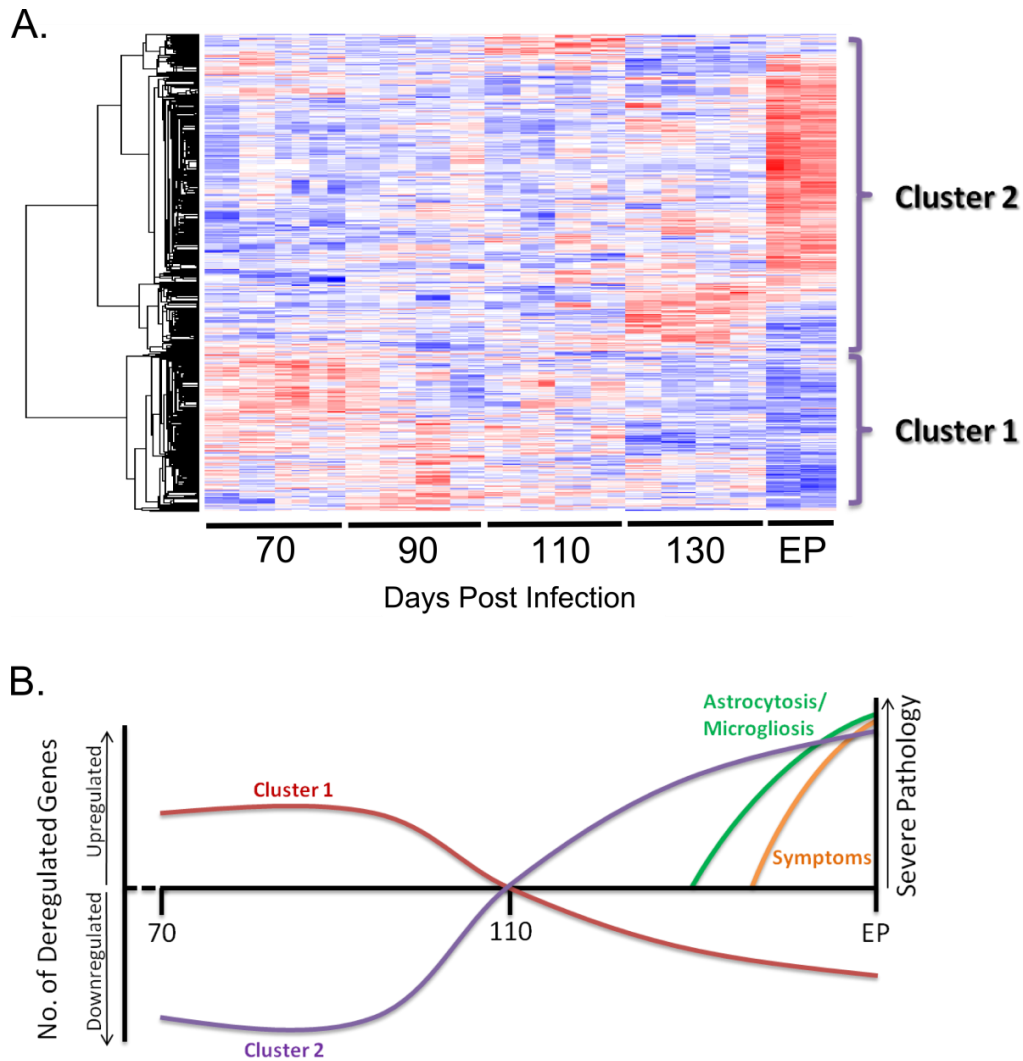 A.
Cluster 2
Cluster 1
70 90 110 130 EP
Days Post Infection
B.
No. of Deregulated Genes
Upregulated
Downregulated
Cluster 1
Astrocytosis/
Microgliosis
Symptoms
Severe Pathology
70 110 EP
Cluster 2